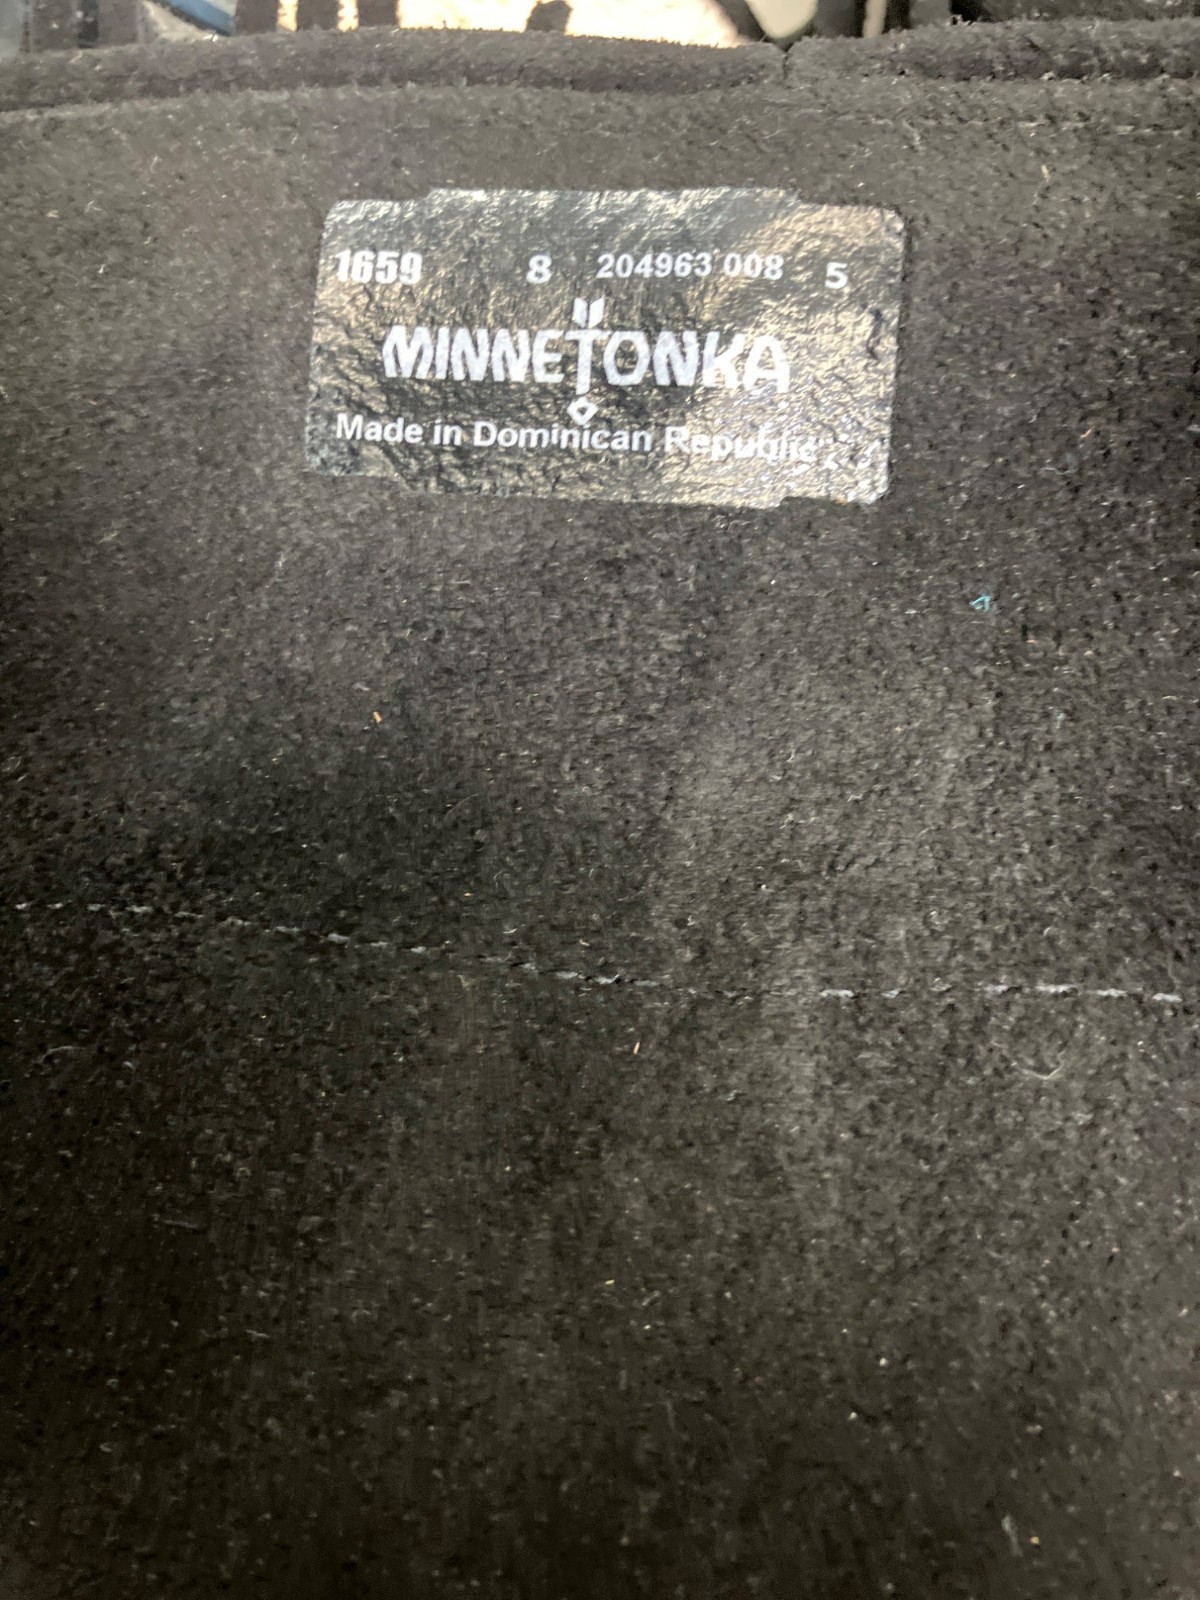 1659 8 204963 008 5
MINNETONKA
Made in Dominican Republic